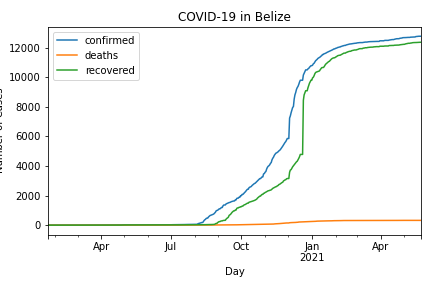 COVID-19 in Belize
confirmed
deaths
recovered
12000
10000
8000
6000
4000
2000
0
Apr
Jul
Oct
Jan
2021
Apr
Day